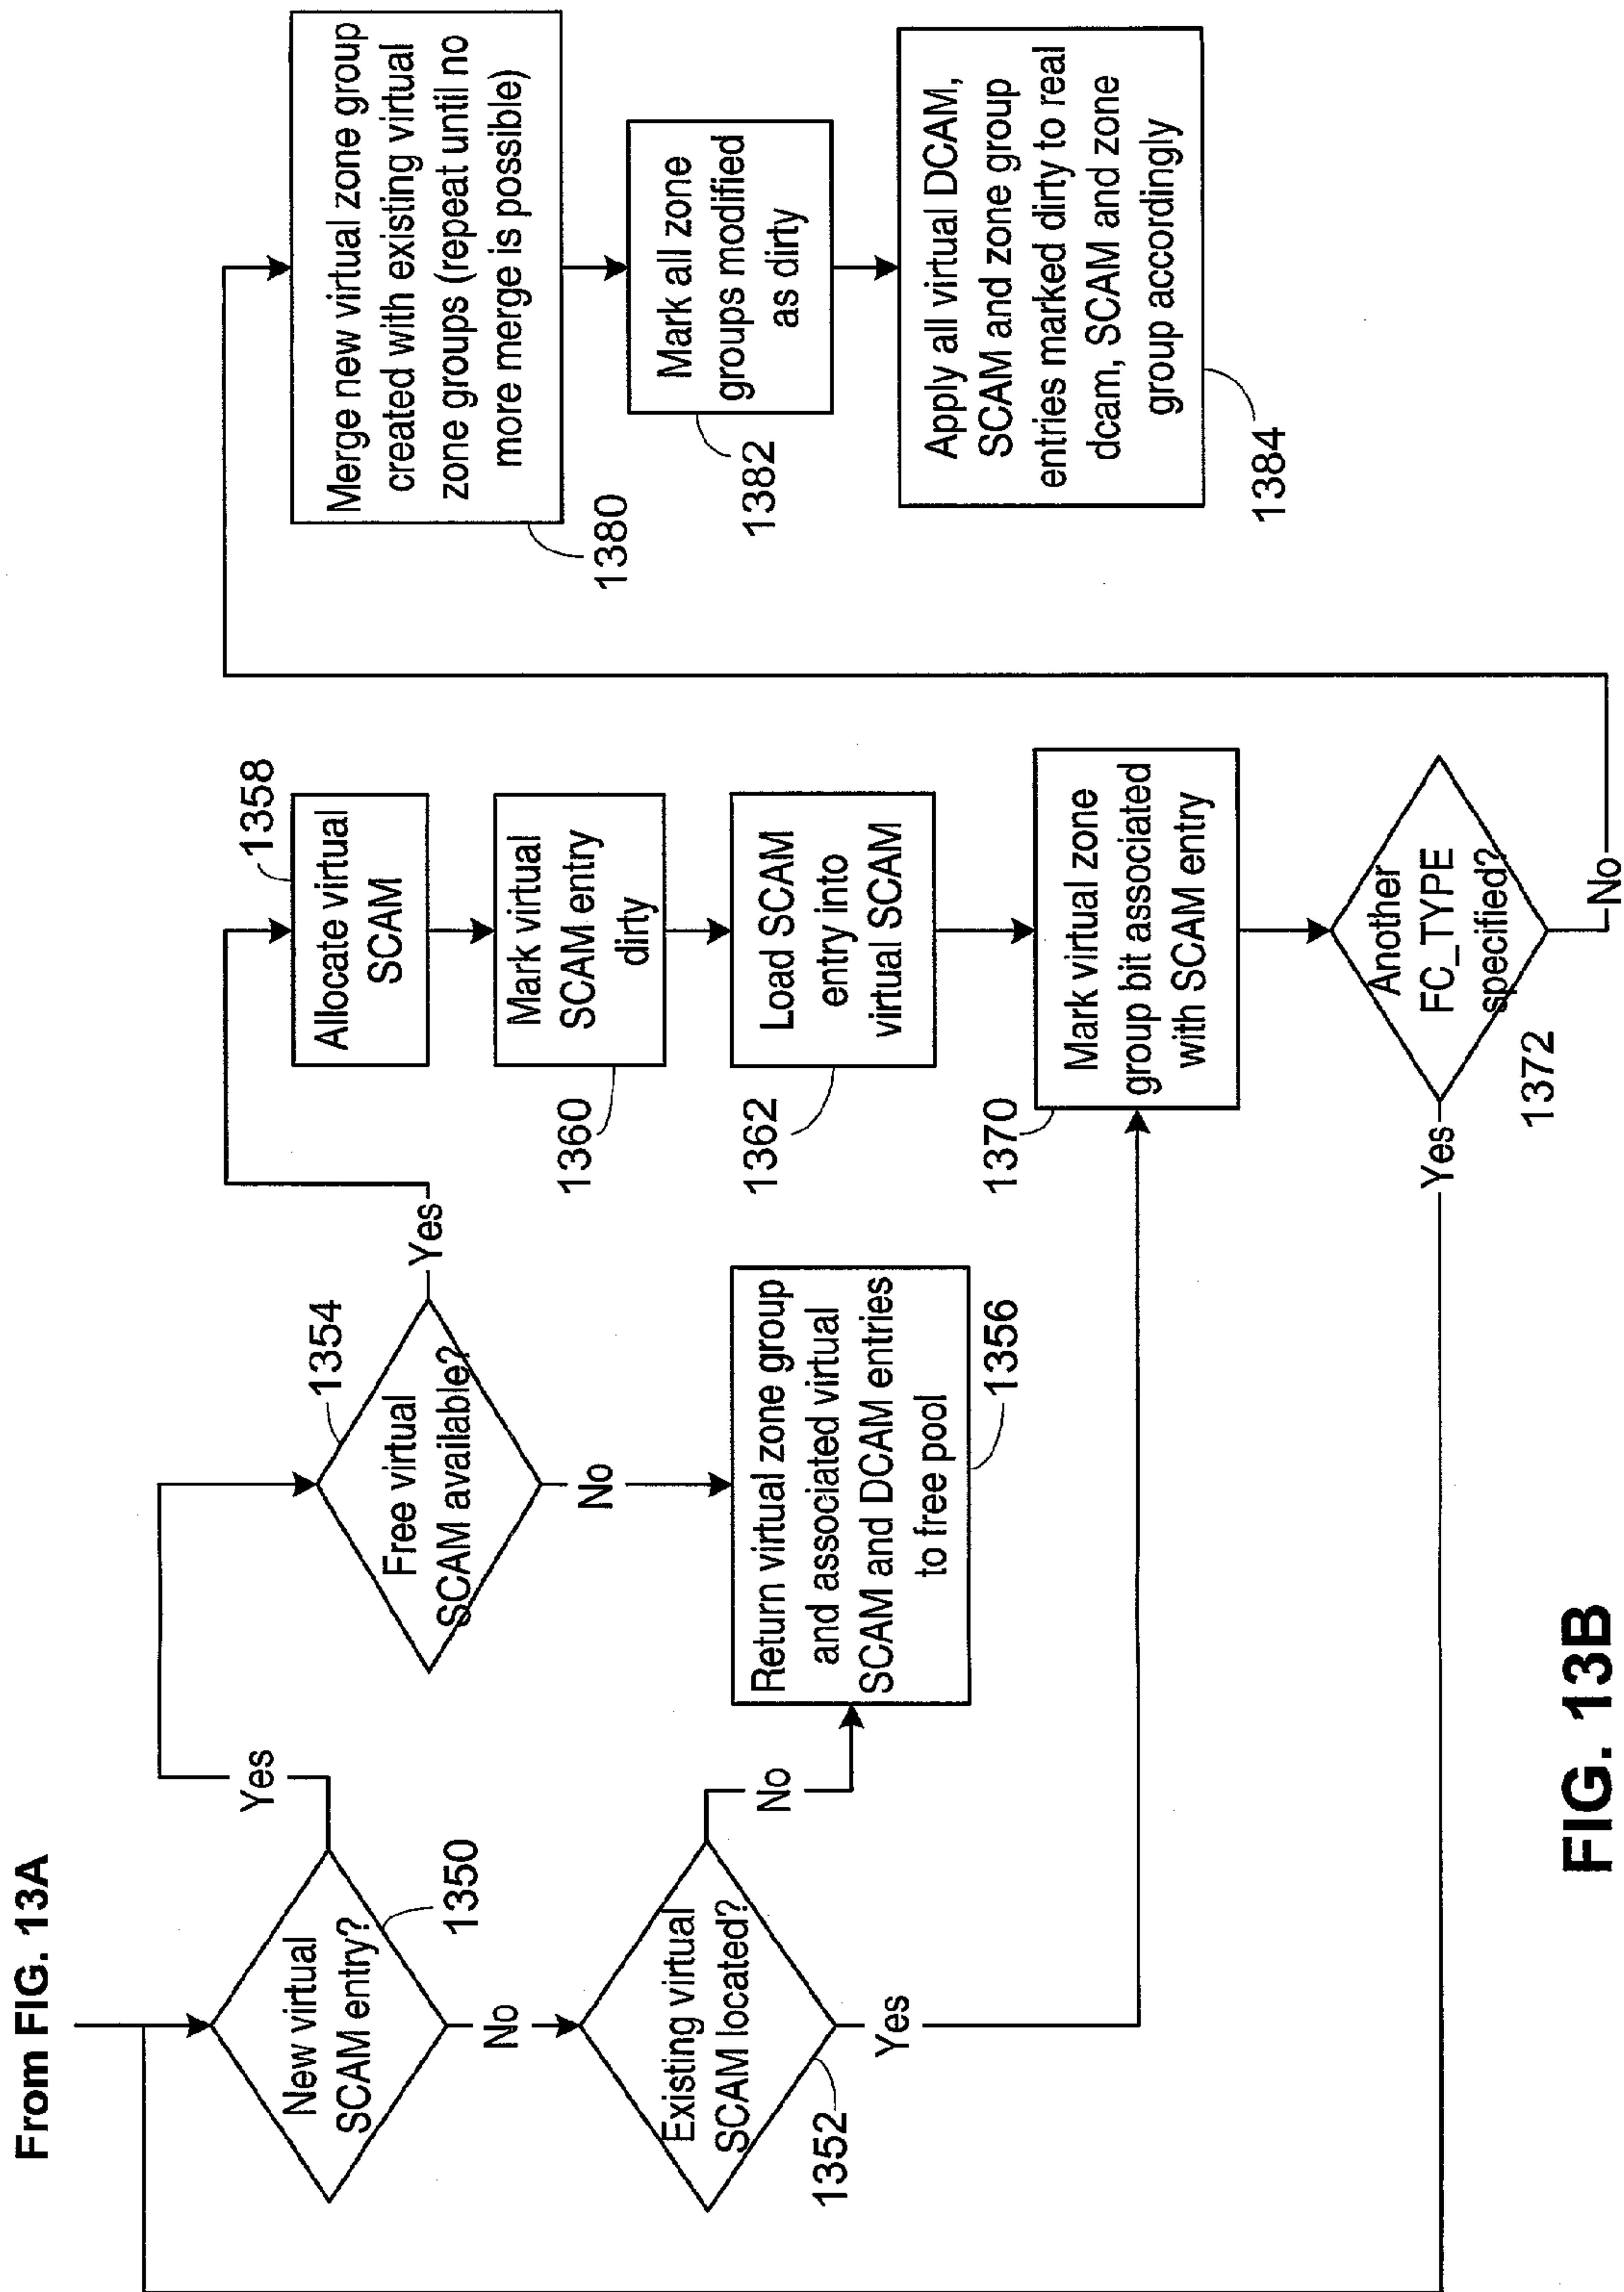 From FIG. 13A
New virtual
SCAM entry?
1350
Yes
No
Existing virtual
SCAM located?
1352
No
Yes
Free virtual
SCAM available?
1354
Yes
No
Return virtual zone group
and associated virtual
SCAM and DCAM entries
to free pool
1356
Allocate virtual
SCAM
1358
Mark virtual
SCAM entry
dirty
1360
Load SCAM
entry into
virtual SCAM
1362
Mark virtual zone
group bit associated
with SCAM entry
1370
Another
FC_TYPE
specified?
1372
Yes
No
Merge new virtual zone group
created with existing virtual
zone groups (repeat until no
more merge is possible)
1380
Mark all zone
groups modified
as dirty
1382
Apply all virtual DCAM,
SCAM and zone group
entries marked dirty to real
dcam, SCAM and zone
group accordingly
1384
FIG. 13B